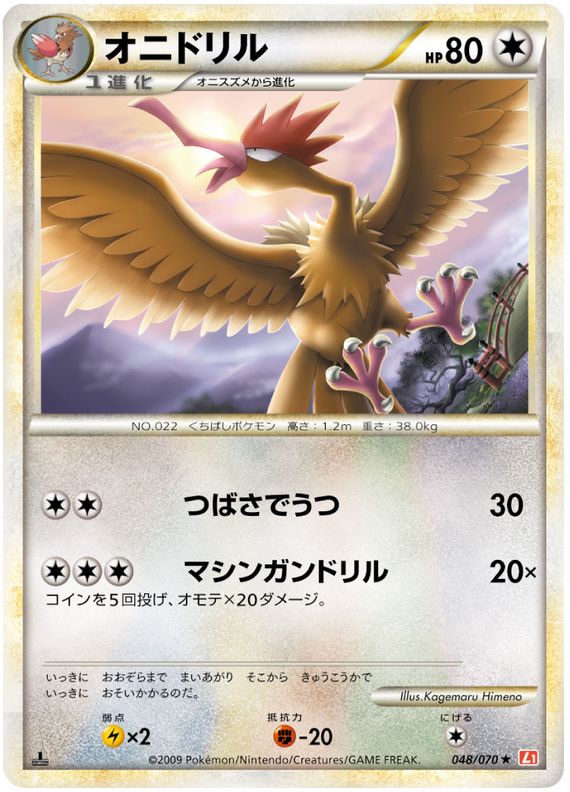 オニドリル HP80
1進化 オニスズメから進化
NO.022 くちばしポケモン 高さ：1.2m 重さ：38.0kg
つばさでうつ 30
マシンガンドリル 20×
コインを5回投げ、オモテ×20ダメージ。
いっきに おおぞらまで まいあがり そこから きゅうこうかで
いっきに おそいかかるのだ。
Illus.Kagemaru Himeno
弱点 抵抗力 にげる
×2 -20
1 EDITION ©2009 Pokémon/Nintendo/Creatures/GAME FREAK. 048/070★ L1